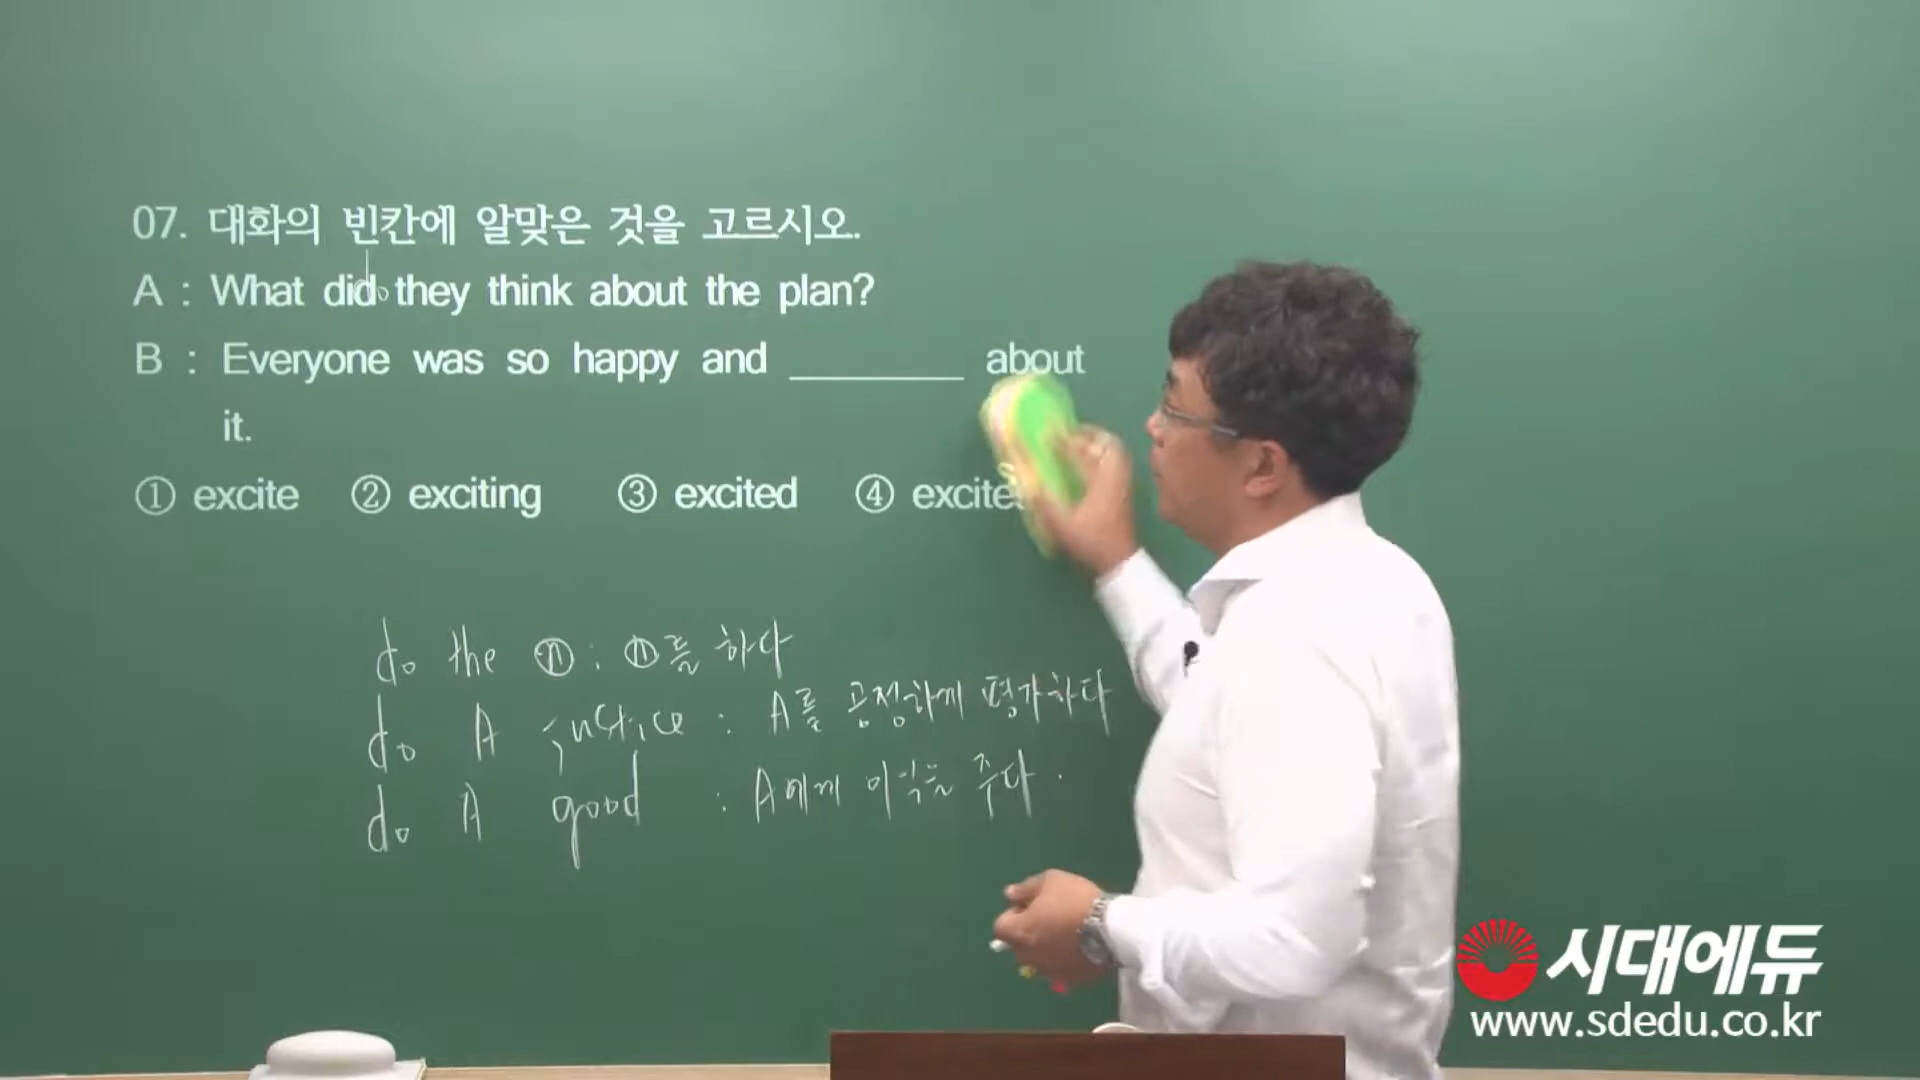 07. 대화의 빈칸에 알맞은 것을 고르시오.
A : What did they think about the plan?
B : Everyone was so happy and ________ about
it.
① excite ② exciting ③ excited ④ excites
do the ⓝ : ⓝ를 하다
do A justice : A를 공정하게 평가하다
do A good : A에게 이익을 주다.
시대에듀
www.sdedu.co.kr